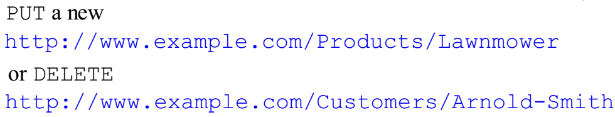 PUT a new
http://www.example.com/Products/Lawnmower
or DELETE
http://www.example.com/Customers/Arnold-Smith